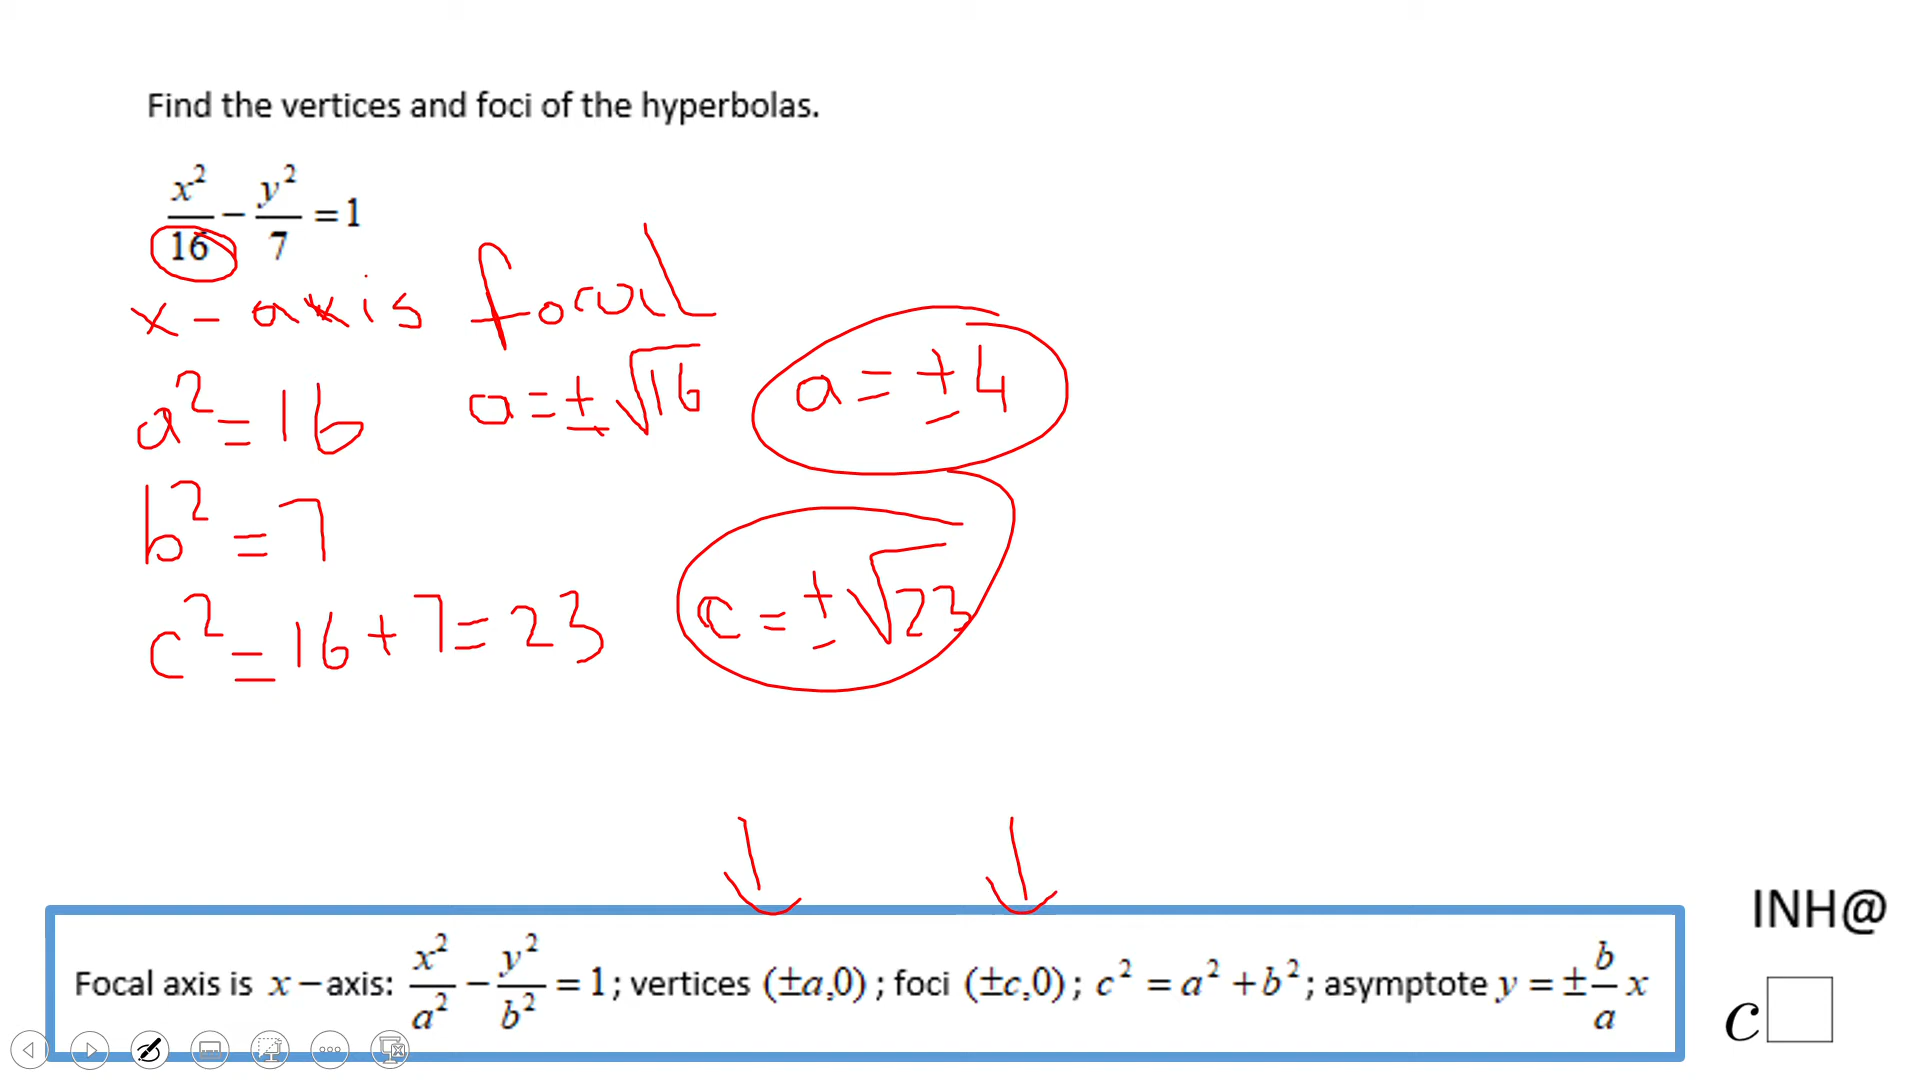 Find the vertices and foci of the hyperbolas.
x²/16 − y²/7 = 1
x - axis focal
a² = 16 a = ± √16 a = ± 4
b² = 7
c² = 16 + 7 = 23 c = ± √23
INH@
Focal axis is x − axis: x²/a² − y²/b² = 1; vertices (±a,0) ; foci (±c,0) ; c² = a² + b² ; asymptote y = ± b/a x
c